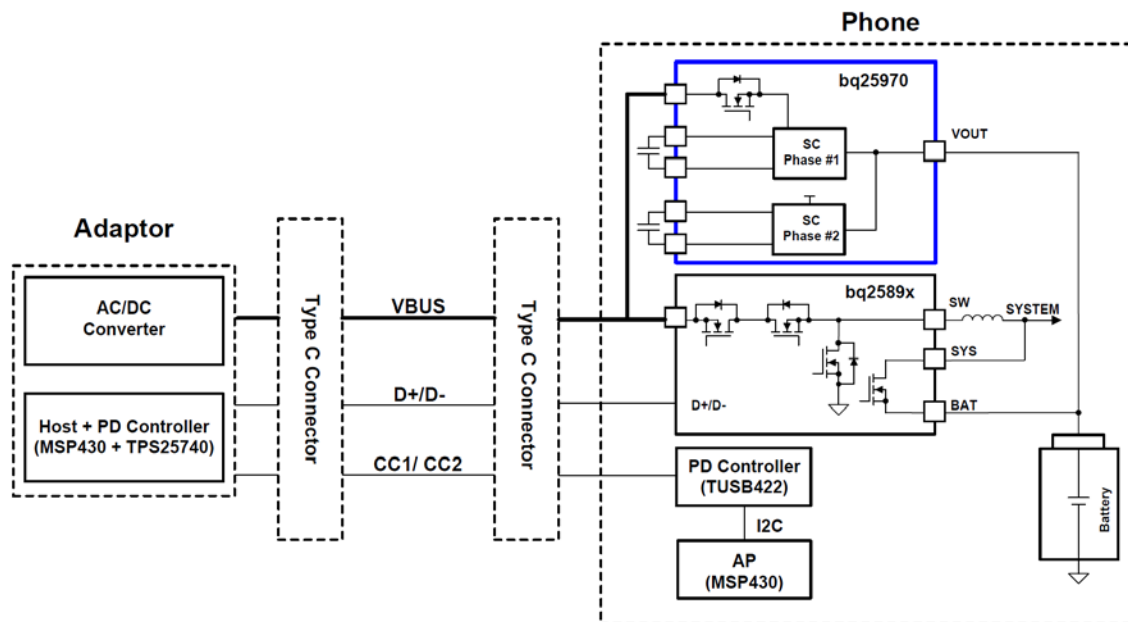 Phone
bq25970
SC
Phase #1
VOUT
SC
Phase #2
Adaptor
AC/DC
Converter
Host + PD Controller
(MSP430 + TPS25740)
Type C Connector
VBUS
D+/D-
CC1/ CC2
Type C Connector
bq2589x
SW
SYSTEM
SYS
BAT
D+/D-
PD Controller
(TUSB422)
I2C
AP
(MSP430)
Battery